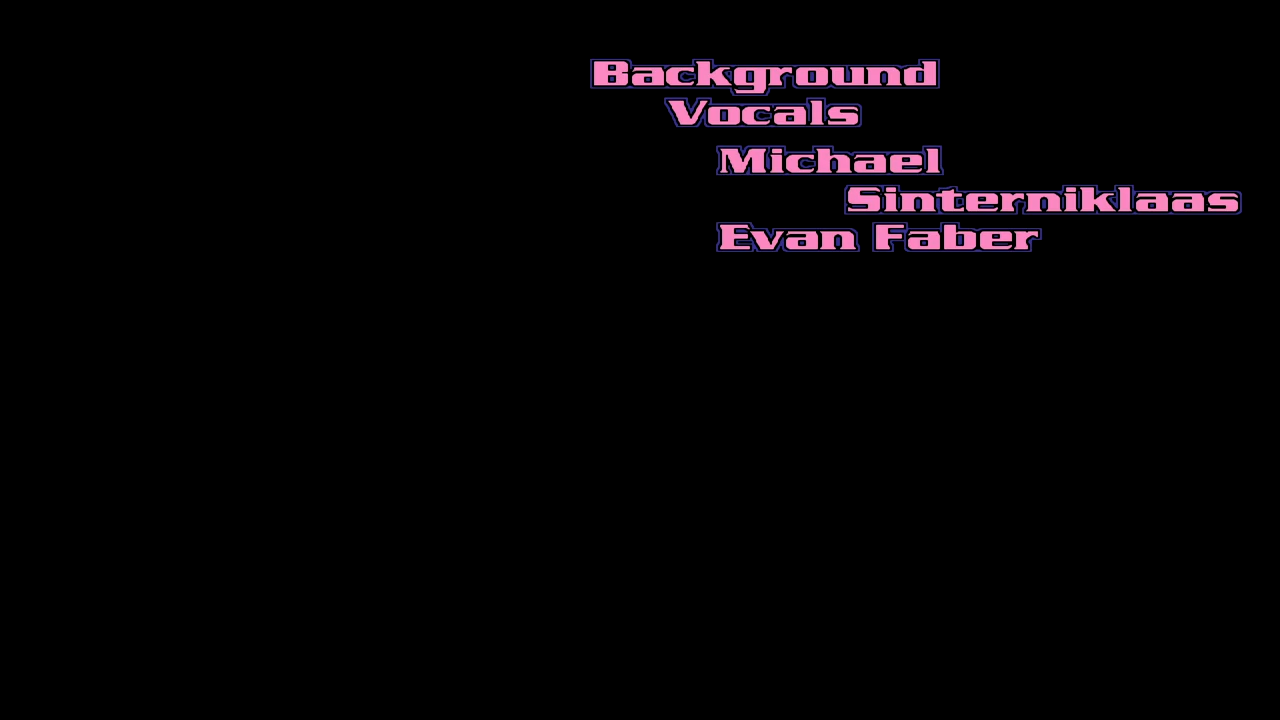 Background
Vocals
Michael
Sinterniklaas
Evan Faber